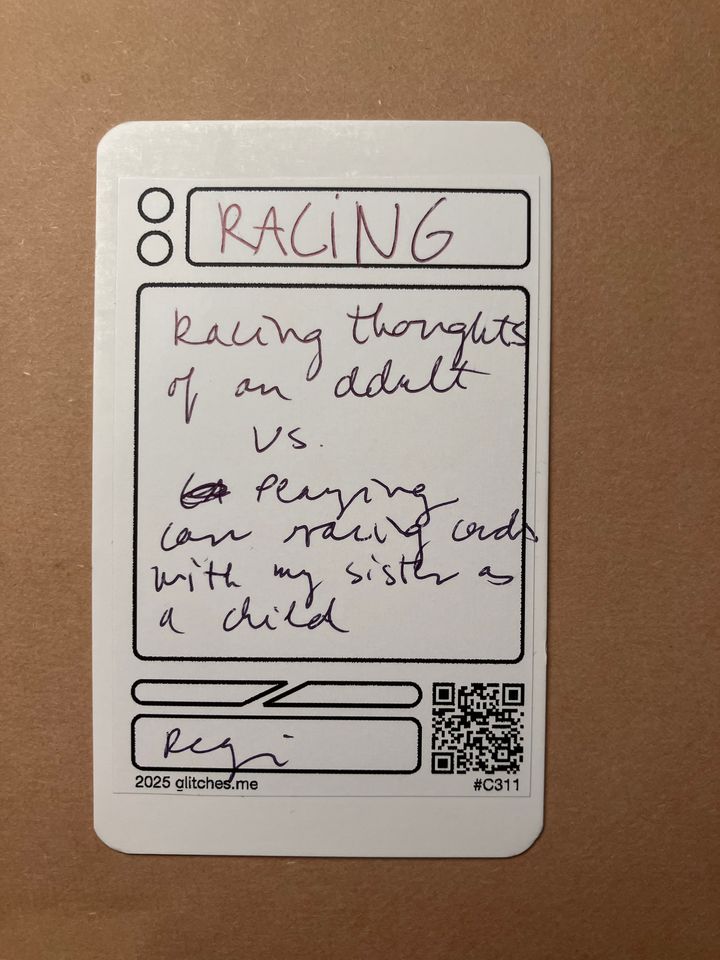 RACING
Racing thoughts
of an adult
vs.
Playing
car racing cards
with my sister as
a child
Regi
2025 glitches.me
#C311